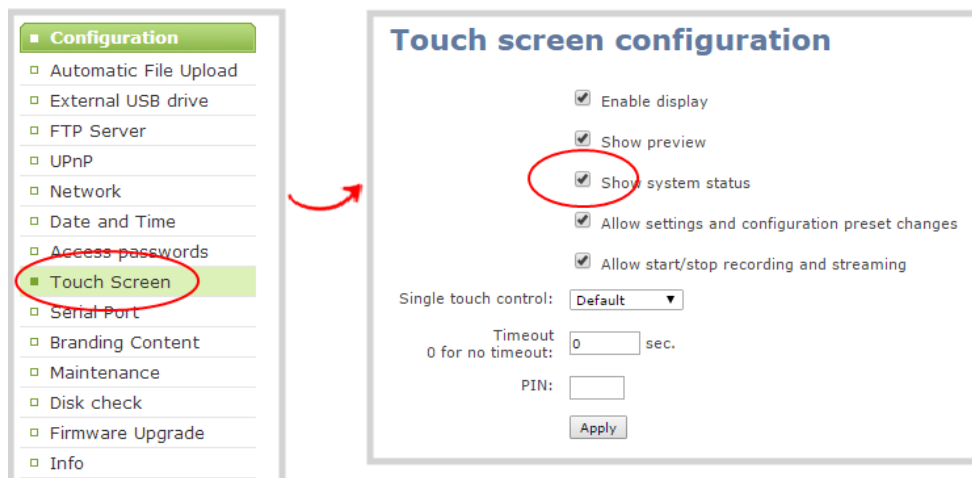 Configuration
Automatic File Upload
External USB drive
FTP Server
UPnP
Network
Date and Time
Access passwords
Touch Screen
Serial Port
Branding Content
Maintenance
Disk check
Firmware Upgrade
Info
Touch screen configuration
Enable display
Show preview
Show system status
Allow settings and configuration preset changes
Allow start/stop recording and streaming
Single touch control: Default
Timeout
0 for no timeout: 0 sec.
PIN:
Apply